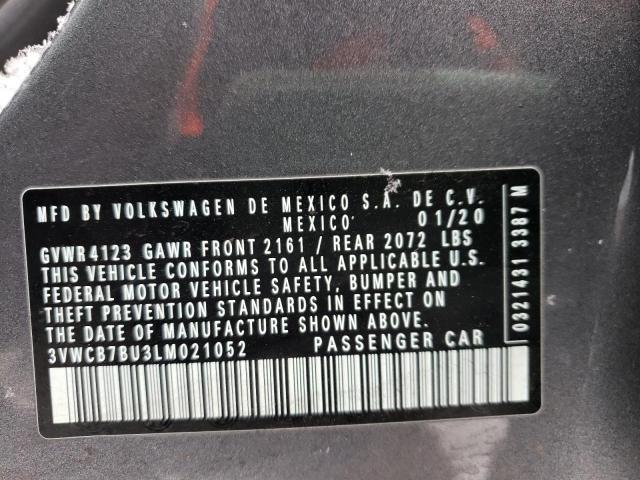 MFD BY VOLKSWAGEN DE MEXICO S.A. DE C.V.
MEXICO 01/20
GVWR 4123 GAWR FRONT 2161 / REAR 2072 LBS
THIS VEHICLE CONFORMS TO ALL APPLICABLE U.S.
FEDERAL MOTOR VEHICLE SAFETY, BUMPER AND
THEFT PREVENTION STANDARDS IN EFFECT ON
THE DATE OF MANUFACTURE SHOWN ABOVE.
3VWCB7BU3LM021052 PASSENGER CAR
0321431 3387 M